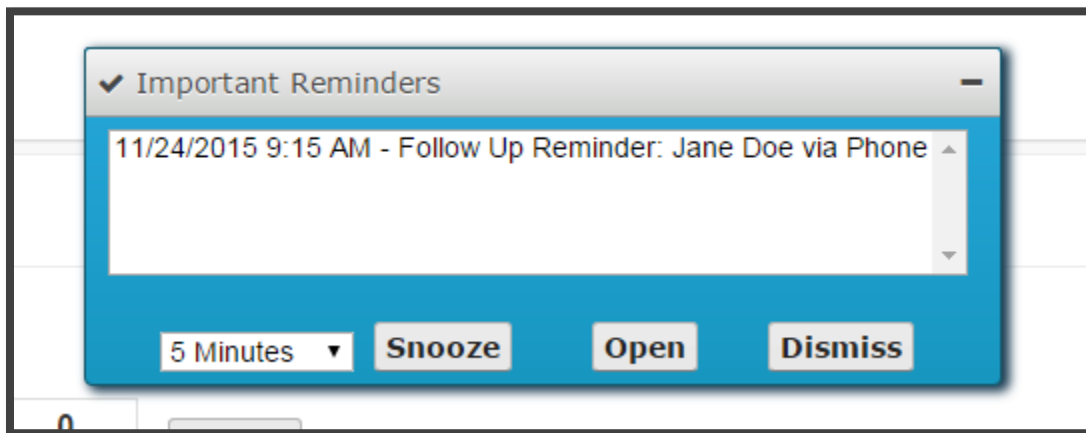 Important Reminders
11/24/2015 9:15 AM - Follow Up Reminder: Jane Doe via Phone
5 Minutes Snooze Open Dismiss
0